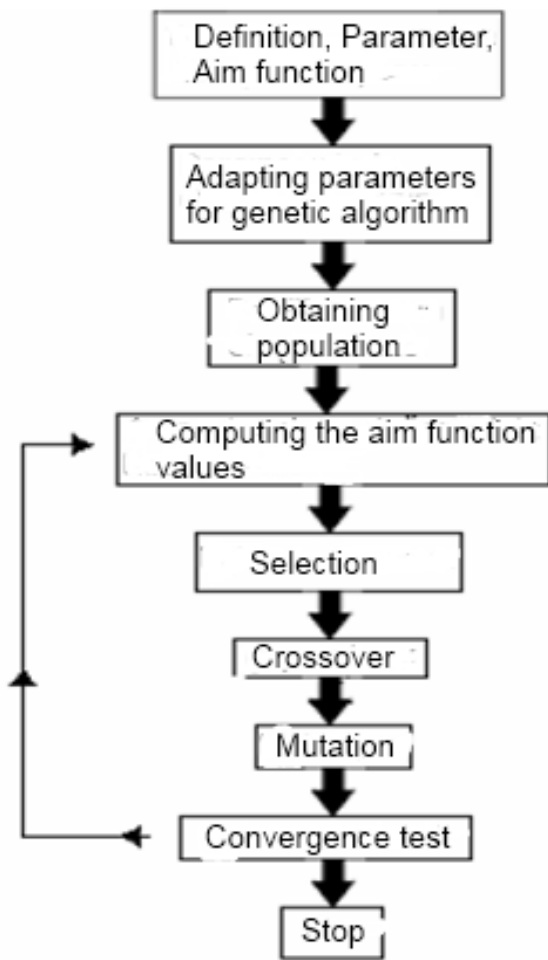 Definition, Parameter,
Aim function
Adapting parameters
for genetic algorithm
Obtaining
population
Computing the aim function
values
Selection
Crossover
Mutation
Convergence test
Stop